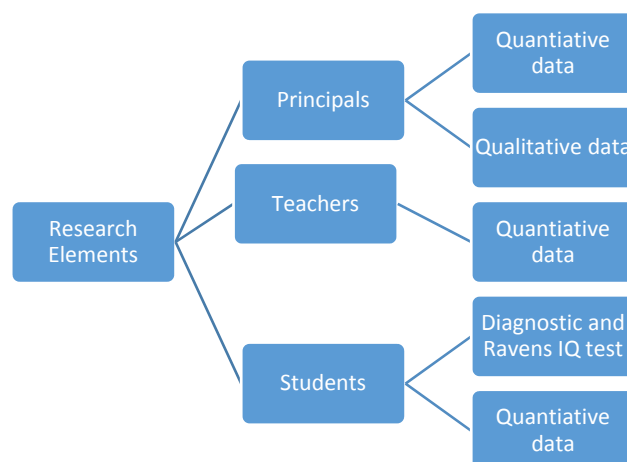 Research
Elements
Principals
Quantiative
data
Qualitative data
Teachers
Quantiative
data
Students
Diagnostic and
Ravens IQ test
Quantiative
data